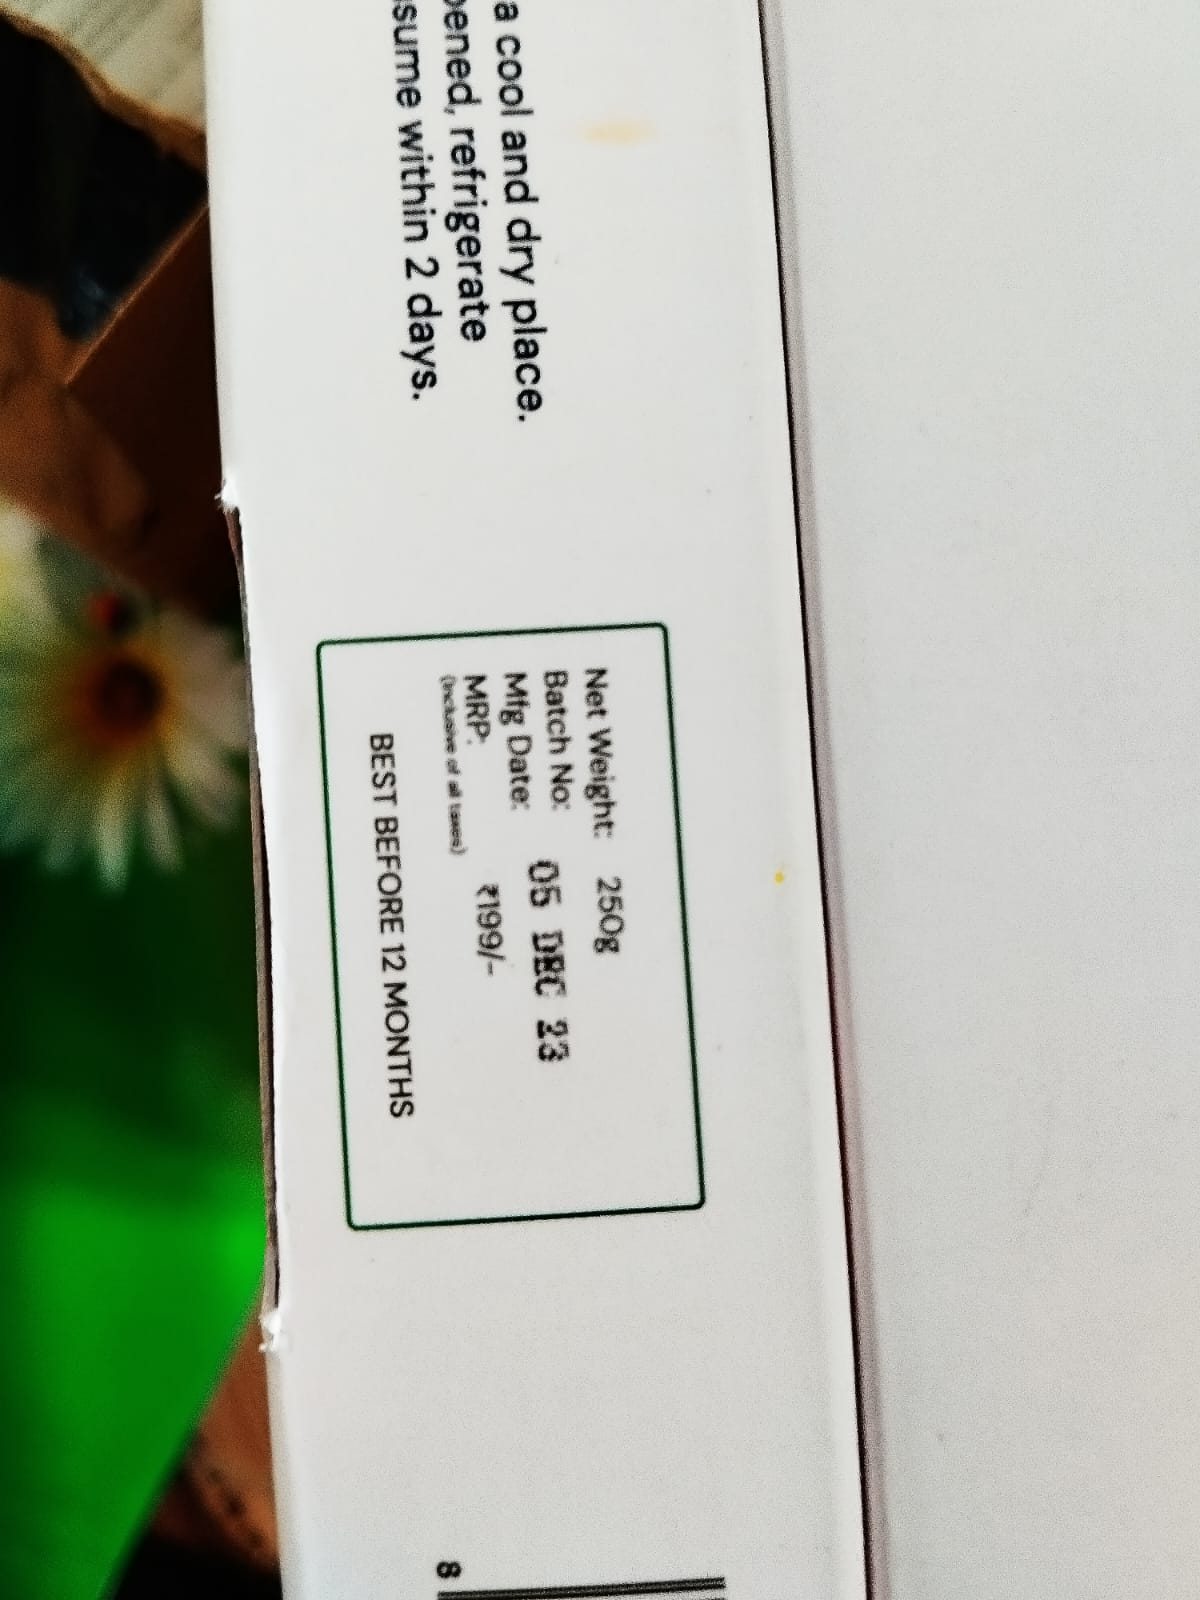 a cool and dry place.
pened, refrigerate
sume within 2 days.
Net Weight: 250g
Batch No:
Mfg Date: 05 DEC 23
MRP: ₹199/-
(Inclusive of all taxes)
BEST BEFORE 12 MONTHS
8